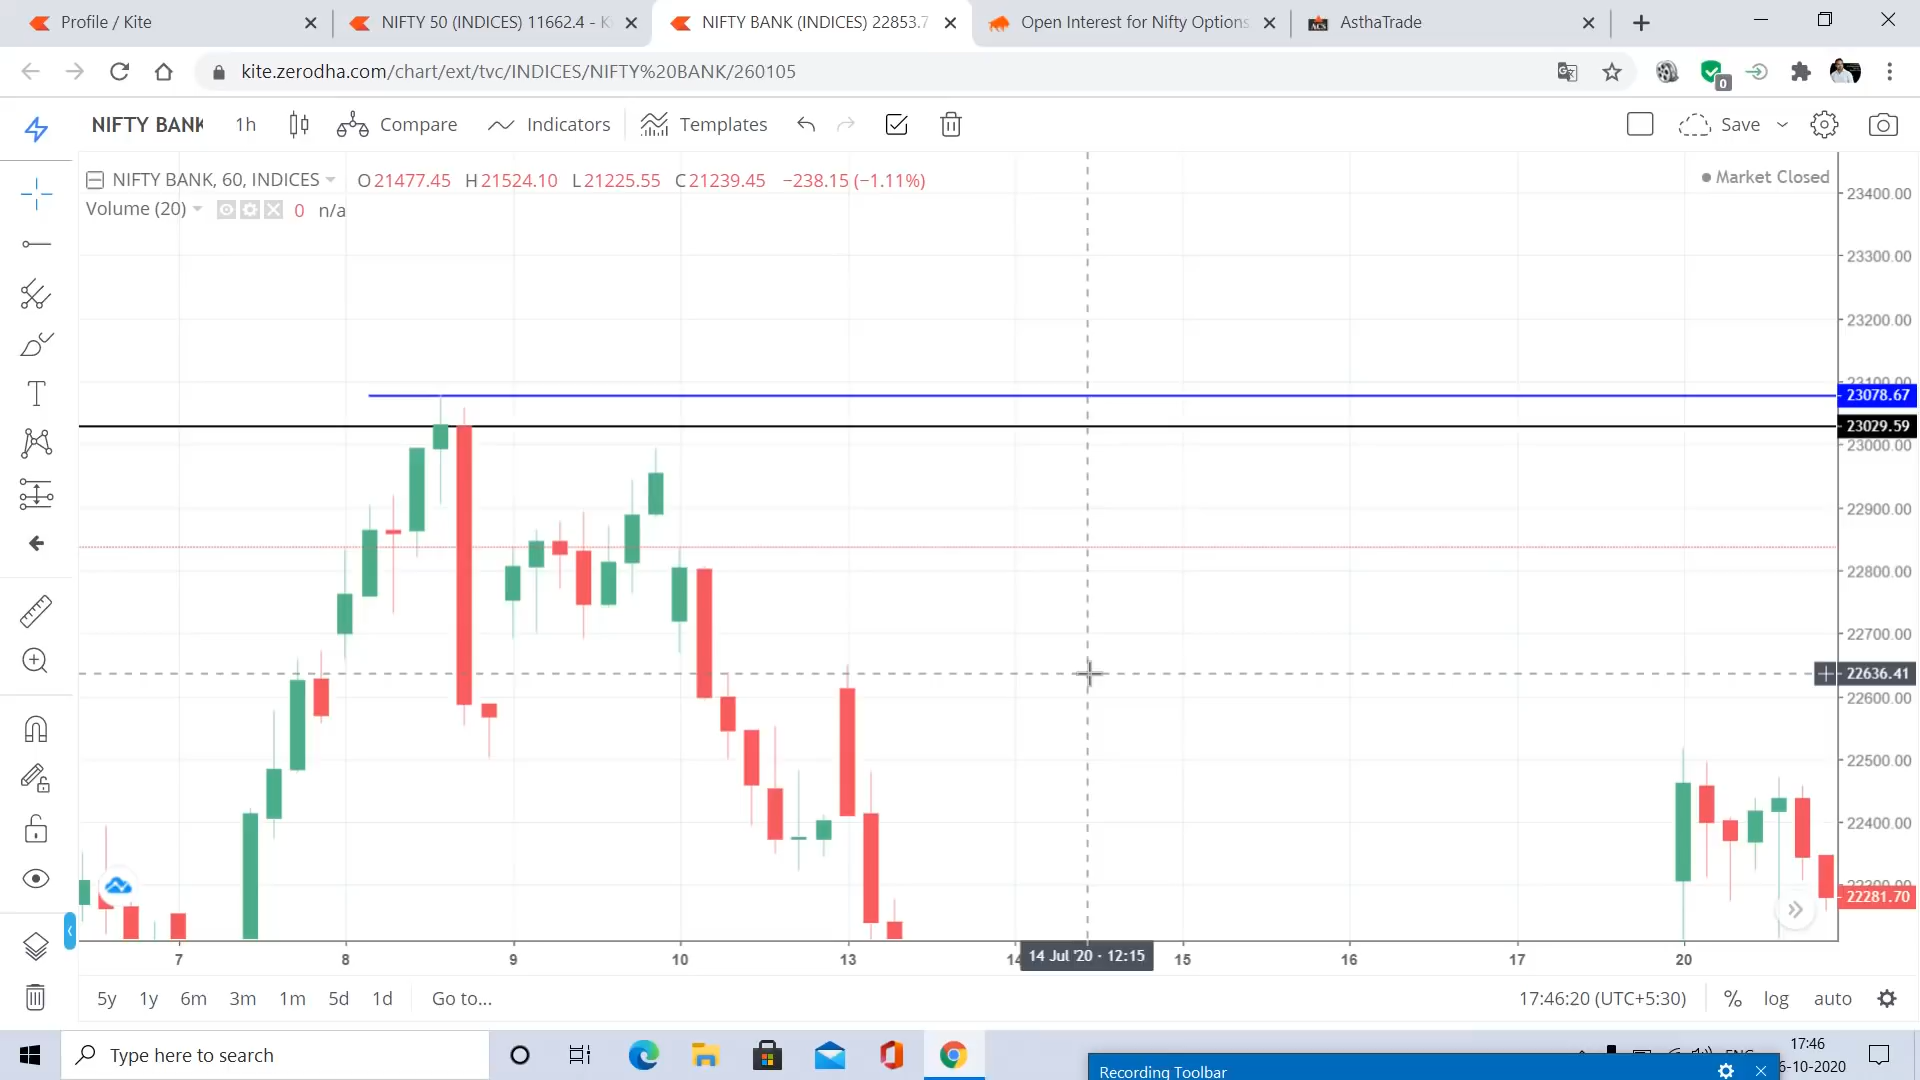 Profile / Kite
NIFTY 50 (INDICES) 11662.4 - K
NIFTY BANK (INDICES) 22853.7
Open Interest for Nifty Options
AsthaTrade
kite.zerodha.com/chart/ext/tvc/INDICES/NIFTY%20BANK/260105
0
NIFTY BANK
1h
Compare
Indicators
Templates
Save
NIFTY BANK, 60, INDICES
O21477.45 H21524.10 L21225.55 C21239.45 −238.15 (−1.11%)
Market Closed
Volume (20)
0 n/a
23400.00
23300.00
23200.00
23100.00
23078.67
23029.59
23000.00
22900.00
22800.00
22700.00
22636.41
22600.00
22500.00
22400.00
22281.70
7 8 9 10 13 14 Jul '20 - 12:15 15 16 17 20
5y 1y 6m 3m 1m 5d 1d Go to...
17:46:20 (UTC+5:30) % log auto
Type here to search
17:46
6-10-2020
Recording Toolbar